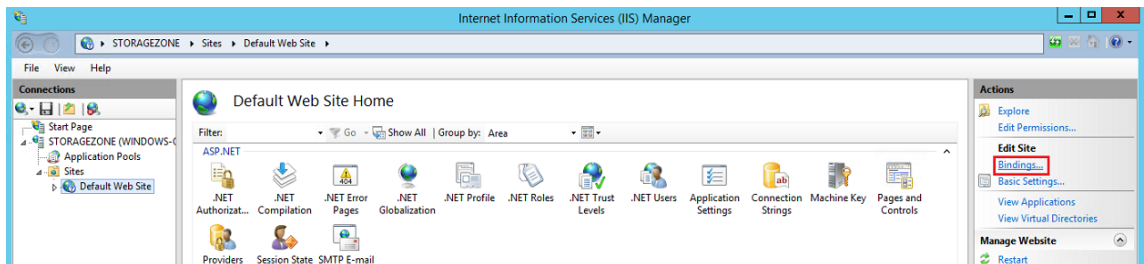 Internet Information Services (IIS) Manager
STORAGEZONE ▸ Sites ▸ Default Web Site ▸
File View Help
Connections
Start Page
STORAGEZONE (WINDOWS-
Application Pools
Sites
Default Web Site
Default Web Site Home
Filter: Go Show All Group by: Area
ASP.NET
.NET Authorizat...
.NET Compilation
.NET Error Pages
.NET Globalization
.NET Profile
.NET Roles
.NET Trust Levels
.NET Users
Application Settings
Connection Strings
Machine Key
Pages and Controls
Providers
Session State
SMTP E-mail
Actions
Explore
Edit Permissions...
Edit Site
Bindings...
Basic Settings...
View Applications
View Virtual Directories
Manage Website
Restart